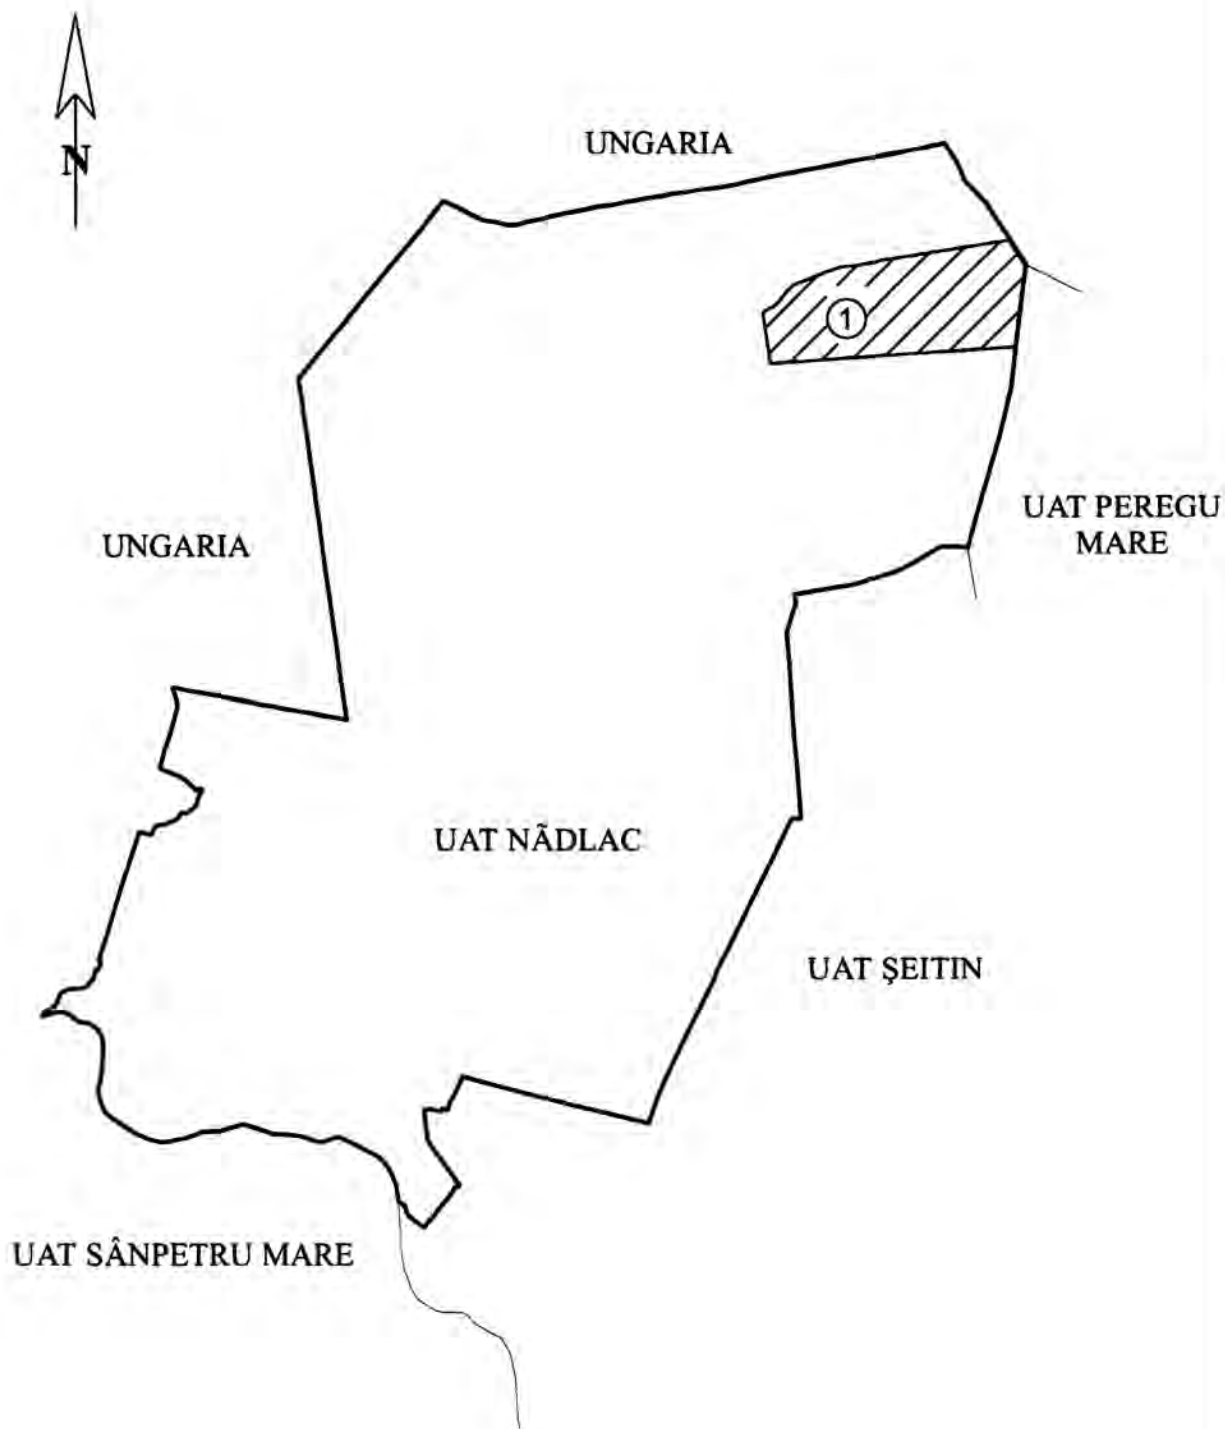 N
UNGARIA
1
UAT PEREGU
MARE
UNGARIA
UAT NÃDLAC
UAT ŞEITIN
UAT SÂNPETRU MARE